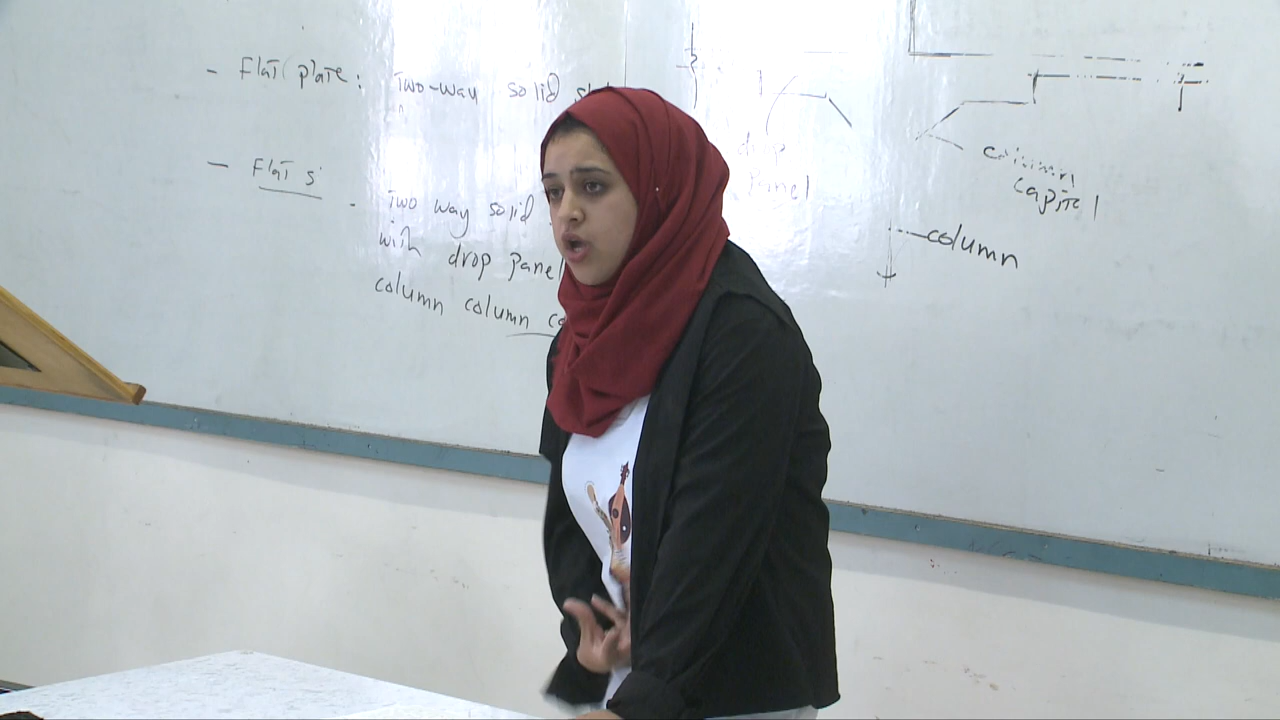 - Flat plate: Two-way solid
- Flat s
Two way solid
with drop panel
column column
drop
panel
column
capital
column